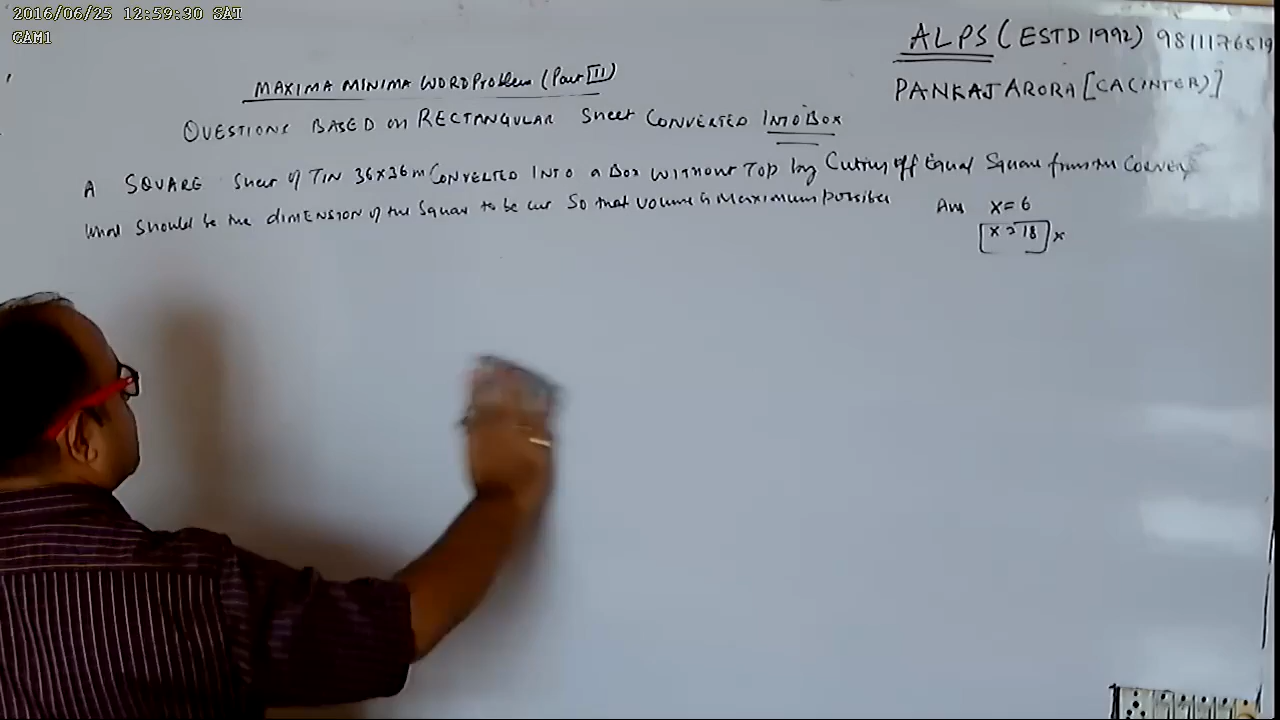 2016/06/25 12:59:30 SAT
CAM1
ALPS (ESTD 1992) 9811176519
PANKAJ ARORA [CA (INTER)]
MAXIMA MINIMA WORD Problem (Part III)
QUESTIONS BASED ON RECTANGULAR Sheet CONVERTED INTO BOX
A SQUARE Sheet of TIN 36x36m CONVERTED INTO a Box WITHOUT TOP by Cutting off Equal Square from the Corners
What Should be the DIMENSION of the Square to be cut So that volume is Maximum possible
Ans x=6
x=18 x